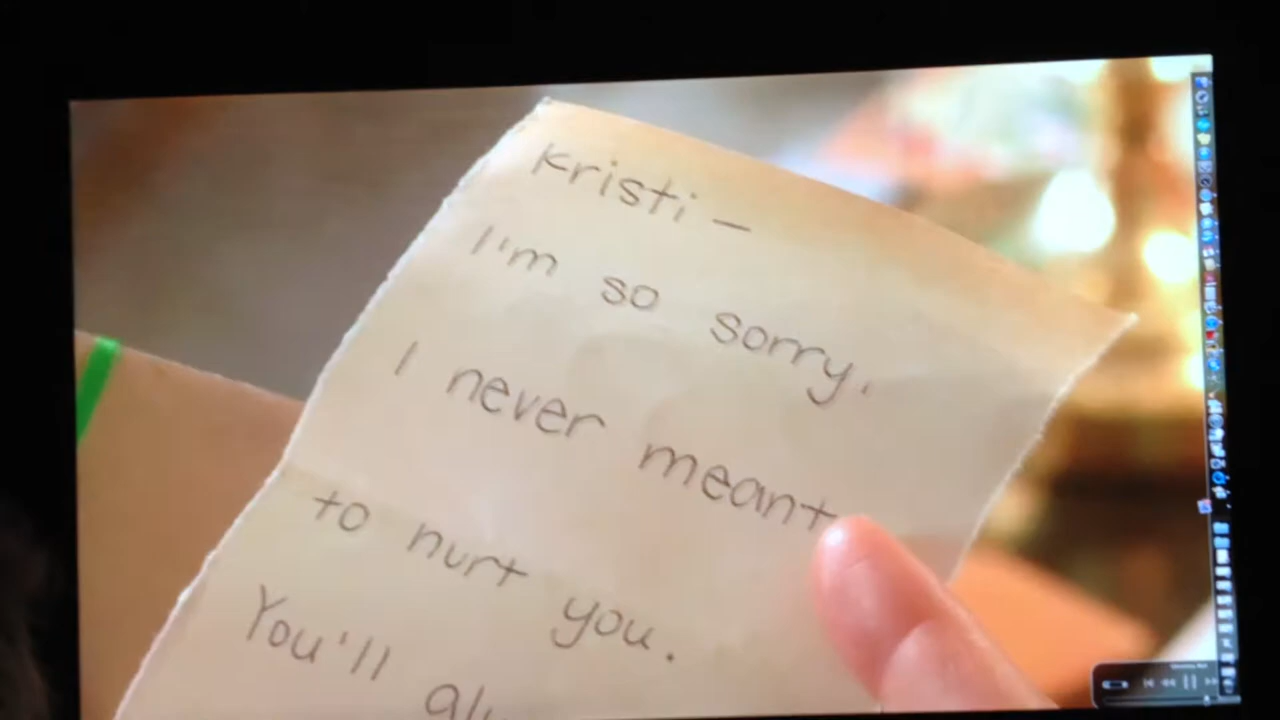 Kristi —
I'm so sorry.
I never meant
to hurt you.
You'll